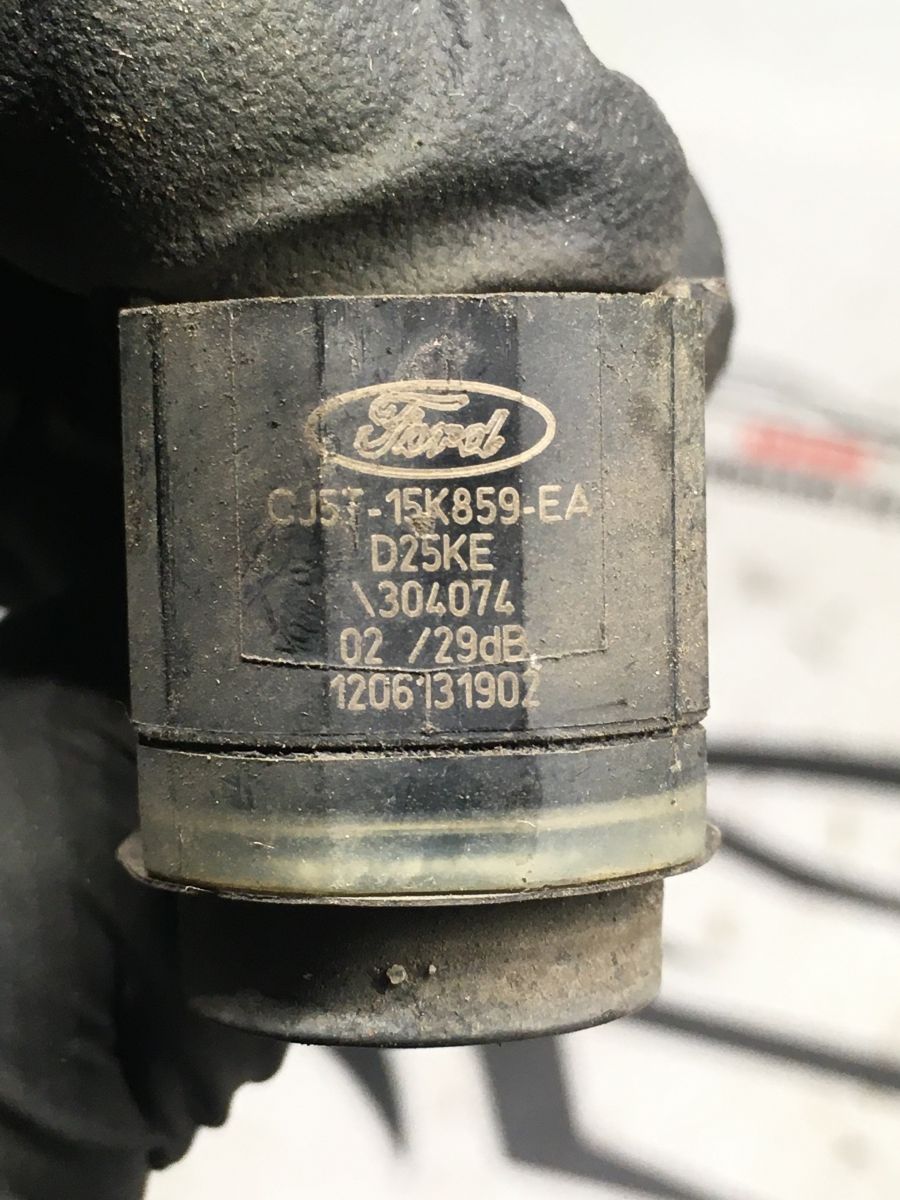 Ford
CJ5T-15K859-EA
D25KE
\304074
02 /29dB
1206131902